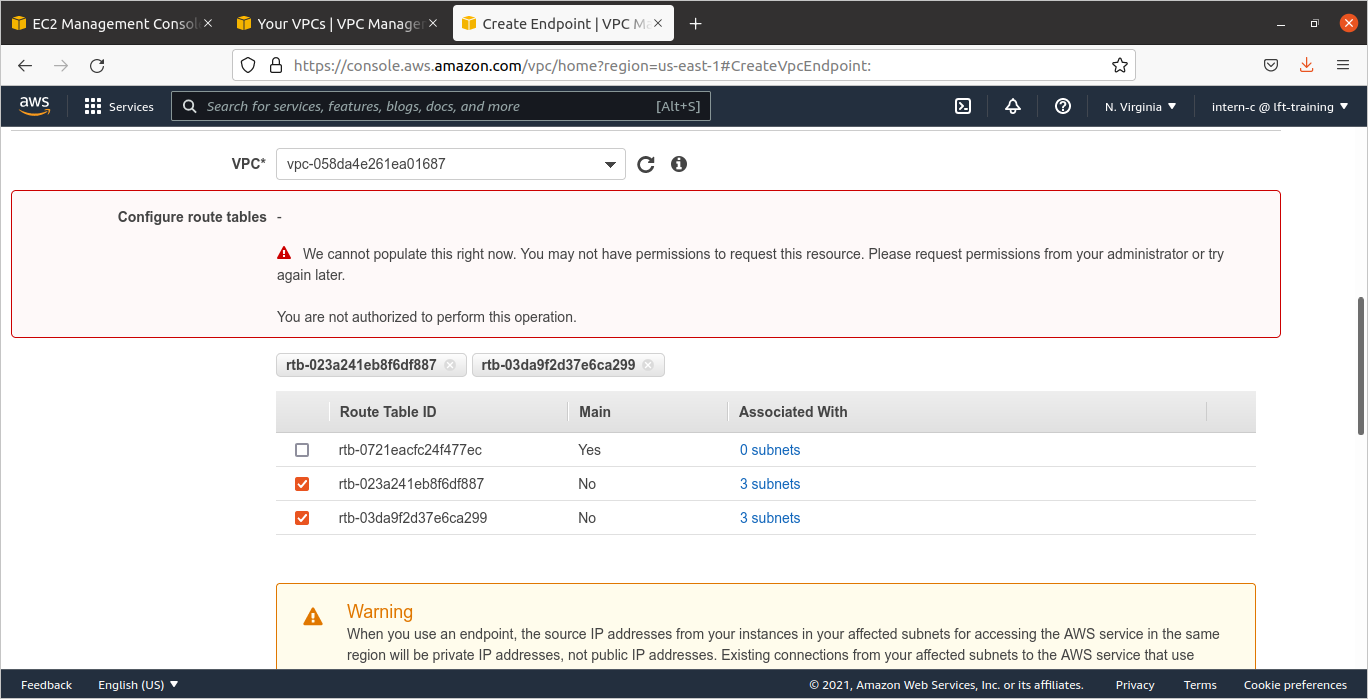 EC2 Management Consol
Your VPCs | VPC Manage
Create Endpoint | VPC Ma
https://console.aws.amazon.com/vpc/home?region=us-east-1#CreateVpcEndpoint:
aws
Services
Search for services, features, blogs, docs, and more
[Alt+S]
N. Virginia
intern-c @ lft-training
VPC*
vpc-058da4e261ea01687
Configure route tables -
We cannot populate this right now. You may not have permissions to request this resource. Please request permissions from your administrator or try
again later.
You are not authorized to perform this operation.
rtb-023a241eb8f6df887
rtb-03da9f2d37e6ca299
Route Table ID Main Associated With
rtb-0721eacfc24f477ec Yes 0 subnets
rtb-023a241eb8f6df887 No 3 subnets
rtb-03da9f2d37e6ca299 No 3 subnets
Warning
When you use an endpoint, the source IP addresses from your instances in your affected subnets for accessing the AWS service in the same
region will be private IP addresses, not public IP addresses. Existing connections from your affected subnets to the AWS service that use
Feedback English (US) © 2021, Amazon Web Services, Inc. or its affiliates. Privacy Terms Cookie preferences